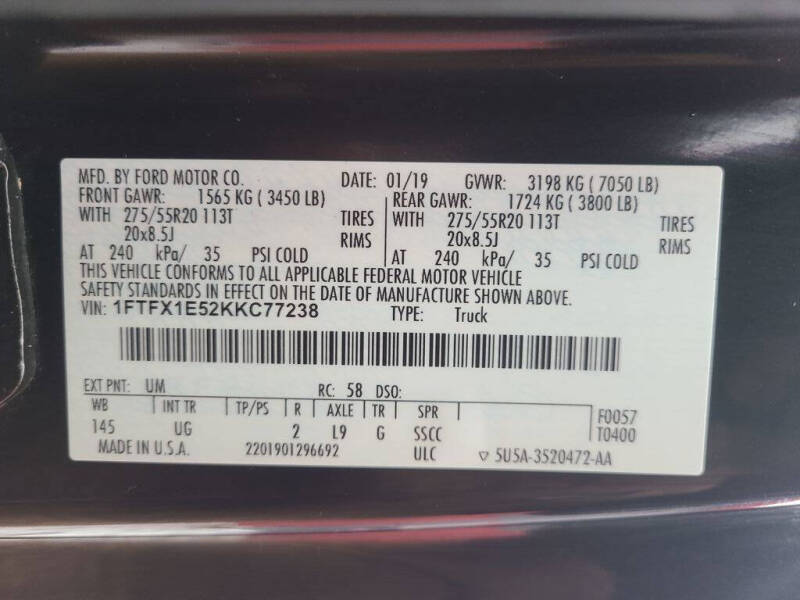 MFD. BY FORD MOTOR CO. DATE: 01/19 GVWR: 3198 KG ( 7050 LB)
FRONT GAWR: 1565 KG ( 3450 LB) REAR GAWR: 1724 KG ( 3800 LB)
WITH 275/55R20 113T TIRES WITH 275/55R20 113T TIRES
20x8.5J RIMS 20x8.5J RIMS
AT 240 kPa/ 35 PSI COLD AT 240 kPa/ 35 PSI COLD
THIS VEHICLE CONFORMS TO ALL APPLICABLE FEDERAL MOTOR VEHICLE
SAFETY STANDARDS IN EFFECT ON THE DATE OF MANUFACTURE SHOWN ABOVE.
VIN: 1FTFX1E52KKC77238 TYPE: Truck
EXT PNT: UM RC: 58 DSO:
WB INT TR TP/PS R AXLE TR SPR F0057
145 UG 2 L9 G SSCC T0400
MADE IN U.S.A. 2201901296692 ULC ▽ 5U5A-3520472-AA